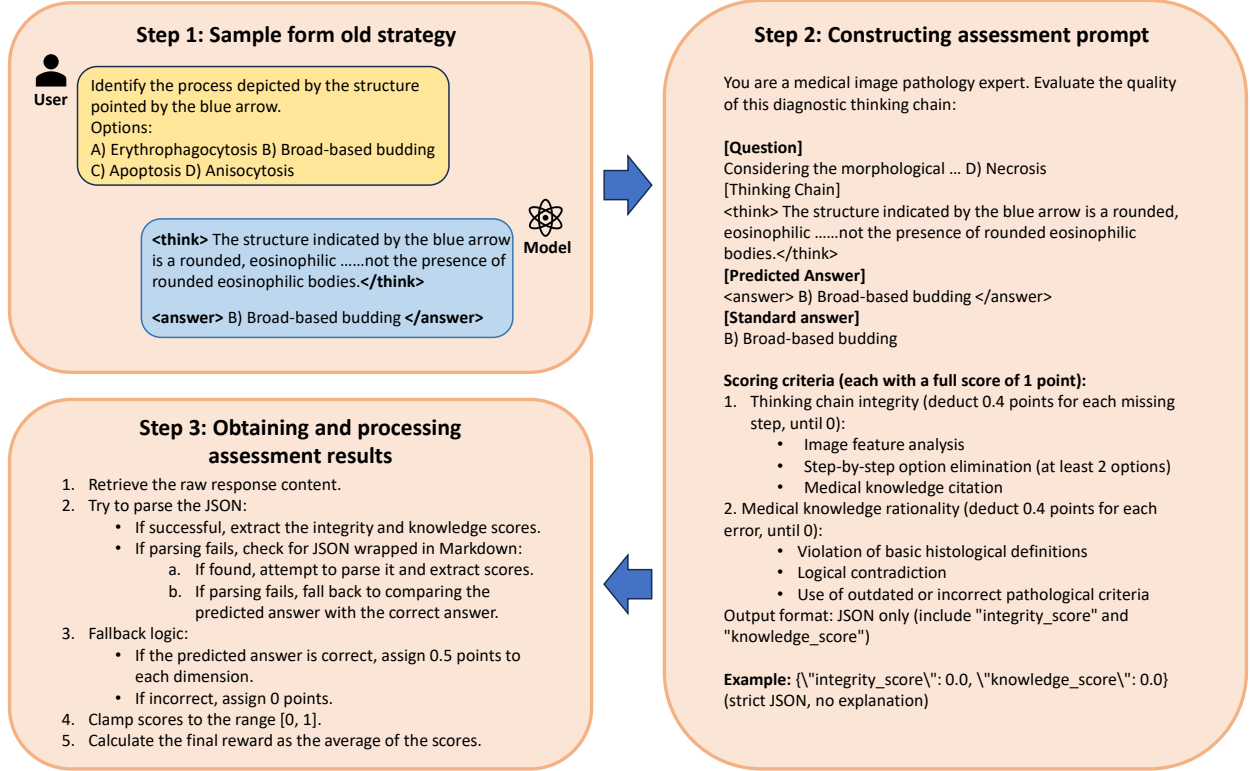 Step 1: Sample form old strategy
User
Identify the process depicted by the structure
pointed by the blue arrow.
Options:
A) Erythrophagocytosis B) Broad-based budding
C) Apoptosis D) Anisocytosis
Model
<think> The structure indicated by the blue arrow
is a rounded, eosinophilic ......not the presence of
rounded eosinophilic bodies.</think>
<answer> B) Broad-based budding </answer>
Step 2: Constructing assessment prompt
You are a medical image pathology expert. Evaluate the quality
of this diagnostic thinking chain:
[Question]
Considering the morphological ... D) Necrosis
[Thinking Chain]
<think> The structure indicated by the blue arrow is a rounded,
eosinophilic ......not the presence of rounded eosinophilic
bodies.</think>
[Predicted Answer]
<answer> B) Broad-based budding </answer>
[Standard answer]
B) Broad-based budding
Scoring criteria (each with a full score of 1 point):
1. Thinking chain integrity (deduct 0.4 points for each missing
step, until 0):
• Image feature analysis
• Step-by-step option elimination (at least 2 options)
• Medical knowledge citation
2. Medical knowledge rationality (deduct 0.4 points for each
error, until 0):
• Violation of basic histological definitions
• Logical contradiction
• Use of outdated or incorrect pathological criteria
Output format: JSON only (include "integrity_score" and
"knowledge_score")
Example: {\"integrity_score\": 0.0, \"knowledge_score\": 0.0}
(strict JSON, no explanation)
Step 3: Obtaining and processing
assessment results
1. Retrieve the raw response content.
2. Try to parse the JSON:
• If successful, extract the integrity and knowledge scores.
• If parsing fails, check for JSON wrapped in Markdown:
a. If found, attempt to parse it and extract scores.
b. If parsing fails, fall back to comparing the
predicted answer with the correct answer.
3. Fallback logic:
• If the predicted answer is correct, assign 0.5 points to
each dimension.
• If incorrect, assign 0 points.
4. Clamp scores to the range [0, 1].
5. Calculate the final reward as the average of the scores.